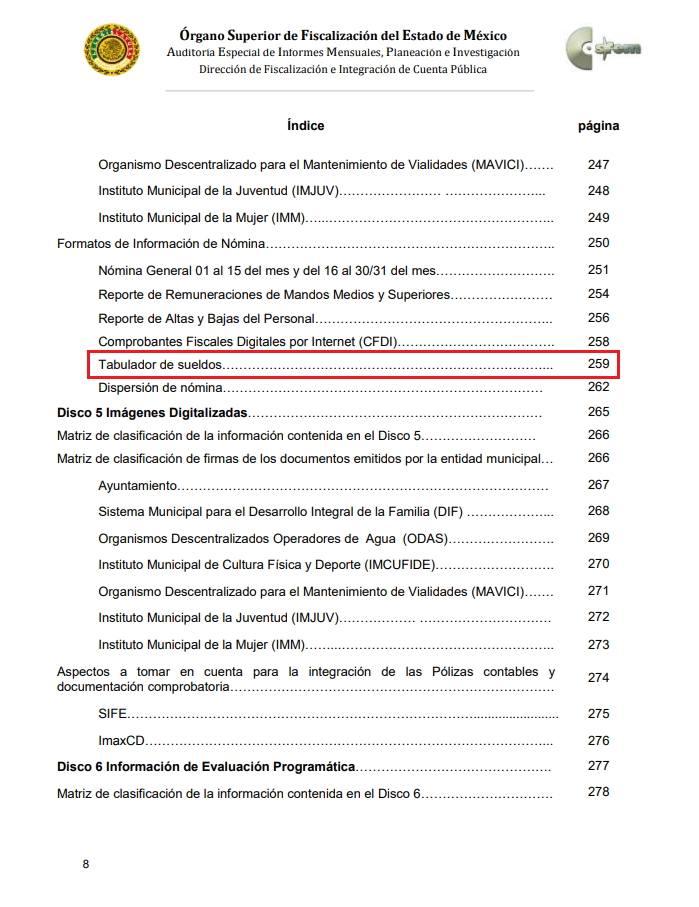 Órgano Superior de Fiscalización del Estado de México
Auditoría Especial de Informes Mensuales, Planeación e Investigación
Dirección de Fiscalización e Integración de Cuenta Pública
osfem
Índice página
Organismo Descentralizado para el Mantenimiento de Vialidades (MAVICI)……. 247
Instituto Municipal de la Juventud (IMJUV)…………………… ………………….... 248
Instituto Municipal de la Mujer (IMM)…...…………………………………………….. 249
Formatos de Información de Nómina………………………………………………………….. 250
Nómina General 01 al 15 del mes y del 16 al 30/31 del mes………………………. 251
Reporte de Remuneraciones de Mandos Medios y Superiores…………………… 254
Reporte de Altas y Bajas del Personal……………………………………………….. 256
Comprobantes Fiscales Digitales por Internet (CFDI)………………………………. 258
Tabulador de sueldos…………………………………………………………………... 259
Dispersión de nómina………………………………………………………………… 262
Disco 5 Imágenes Digitalizadas…………………………………………………………… 265
Matriz de clasificación de la información contenida en el Disco 5……………………… 266
Matriz de clasificación de firmas de los documentos emitidos por la entidad municipal… 266
Ayuntamiento…………………………………………………………………………… 267
Sistema Municipal para el Desarrollo Integral de la Familia (DIF) ………………... 268
Organismos Descentralizados Operadores de Agua (ODAS)……………………. 269
Instituto Municipal de Cultura Física y Deporte (IMCUFIDE)………………………. 270
Organismo Descentralizado para el Mantenimiento de Vialidades (MAVICI)……. 271
Instituto Municipal de la Juventud (IMJUV)……………… …………………………. 272
Instituto Municipal de la Mujer (IMM)……...………………………………………….. 273
Aspectos a tomar en cuenta para la integración de las Pólizas contables y
documentación comprobatoria…………………………………………………………………. 274
SIFE………………………………………………………………………........................ 275
ImaxCD…………………………………………………………………………………... 276
Disco 6 Información de Evaluación Programática………………………………………. 277
Matriz de clasificación de la información contenida en el Disco 6…………………………. 278
8